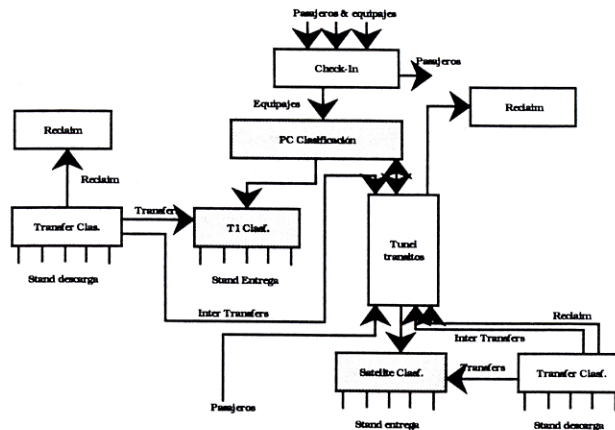 Pasajeros & equipajes
Check-In
Pasajeros
Equipajes
Reclaim
Reclaim
PC Clasificación
Reclaim
Transfer
Transfer Clas.
T1 Clasf.
Tunel
transitos
Stand descarga
Stand Entrega
Inter Transfers
Reclaim
Inter Transfers
Satelite Clasf.
Transfers
Transfer Clasf.
Pasajeros
Stand entrega
Stand descarga